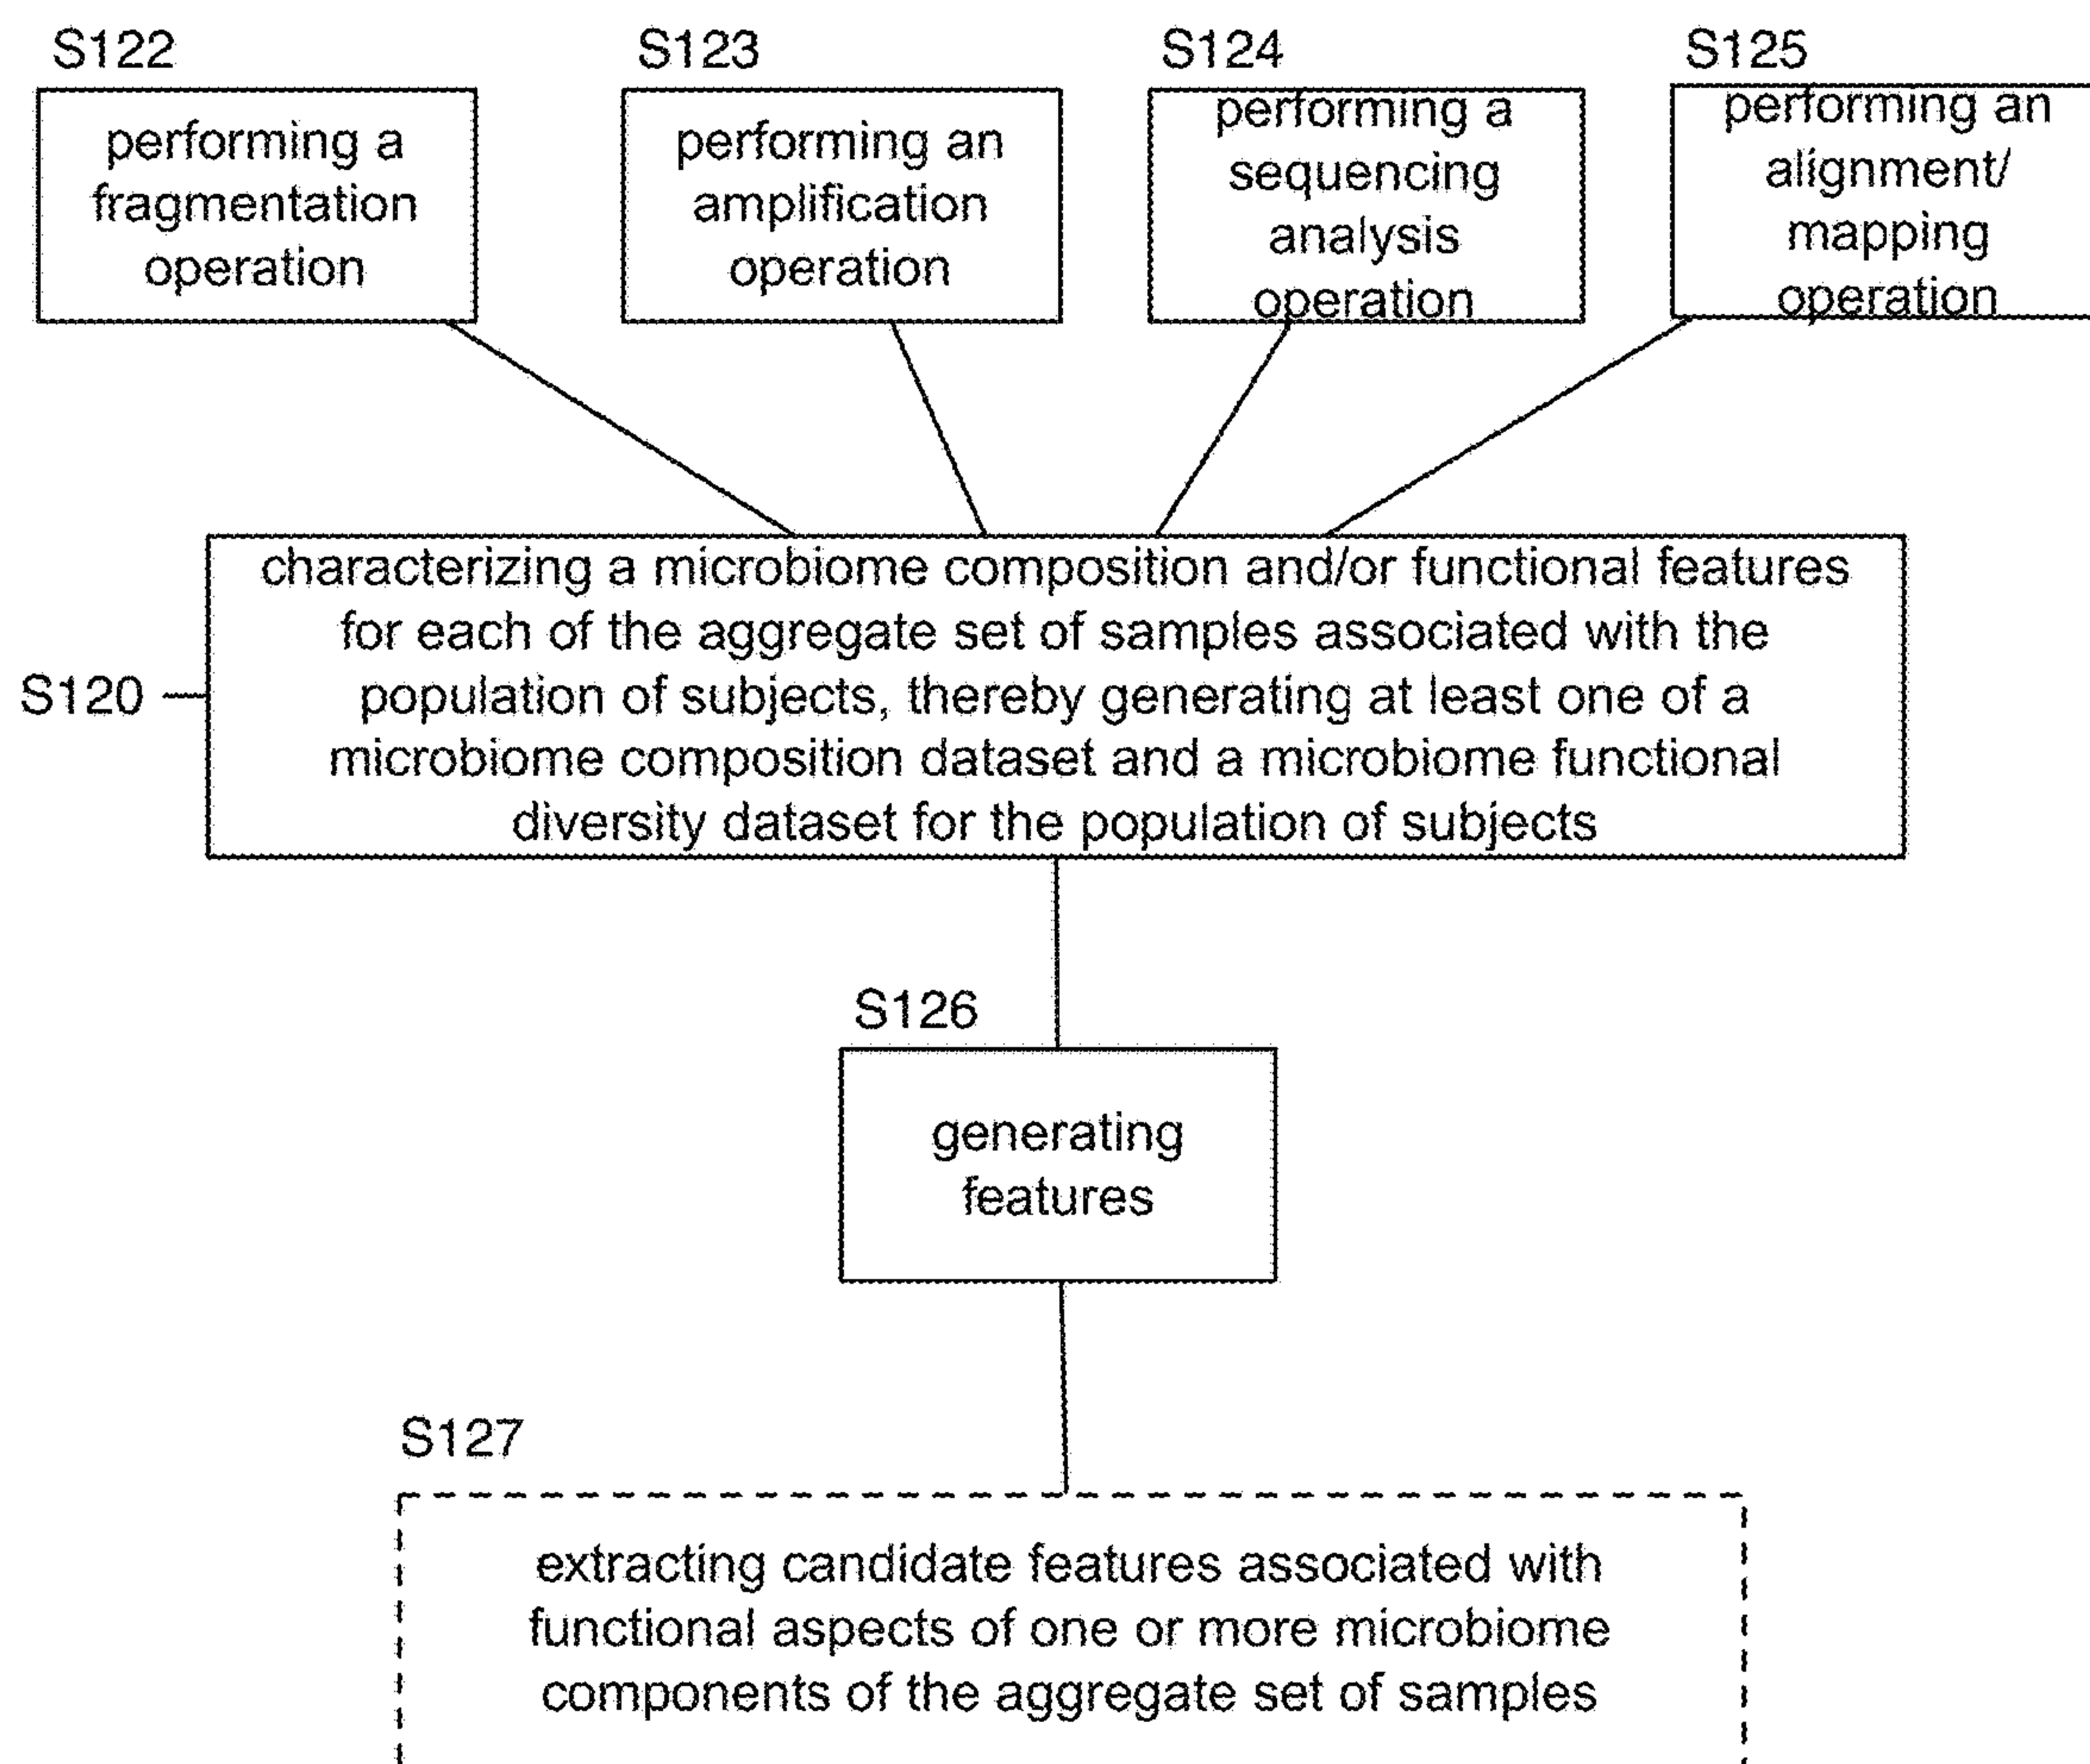 S122
performing a
fragmentation
operation
S123
performing an
amplification
operation
S124
performing a
sequencing
analysis
operation
S125
performing an
alignment/
mapping
operation
S120
characterizing a microbiome composition and/or functional features
for each of the aggregate set of samples associated with the
population of subjects, thereby generating at least one of a
microbiome composition dataset and a microbiome functional
diversity dataset for the population of subjects
S126
generating
features
S127
extracting candidate features associated with
functional aspects of one or more microbiome
components of the aggregate set of samples